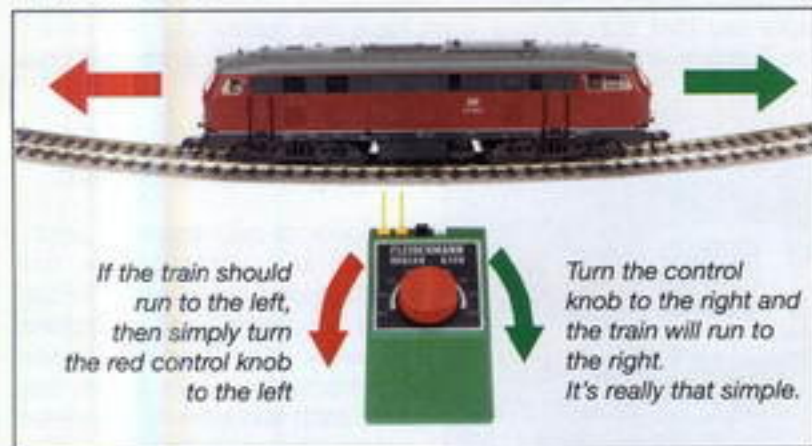 FLEISCHMANN
If the train should
run to the left,
then simply turn
the red control knob
to the left
Turn the control
knob to the right and
the train will run to
the right.
It's really that simple.